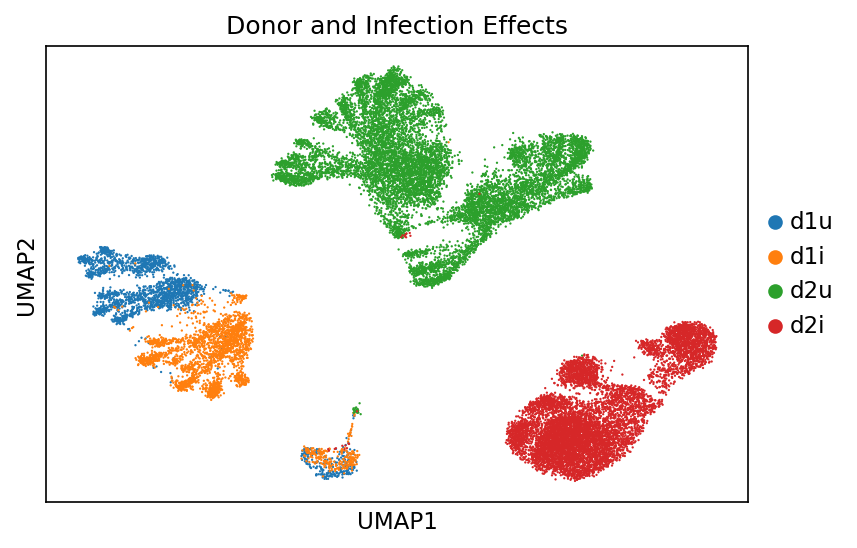 Donor and Infection Effects
UMAP2
UMAP1
d1u
d1i
d2u
d2i